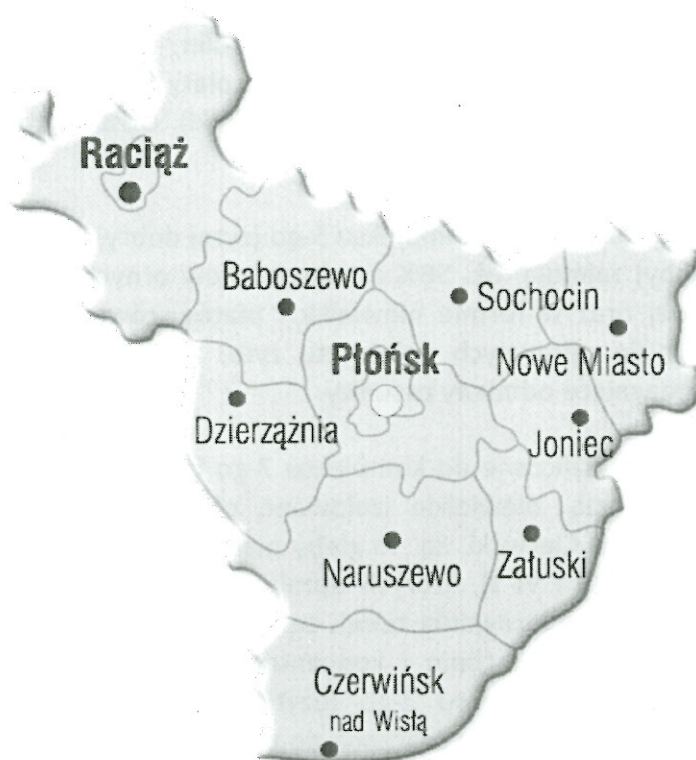 Raciąż
Baboszewo
Sochocin
Nowe Miasto
Płońsk
Dzierzążnia
Joniec
Naruszewo
Załuski
Czerwińsk
nad Wisłą